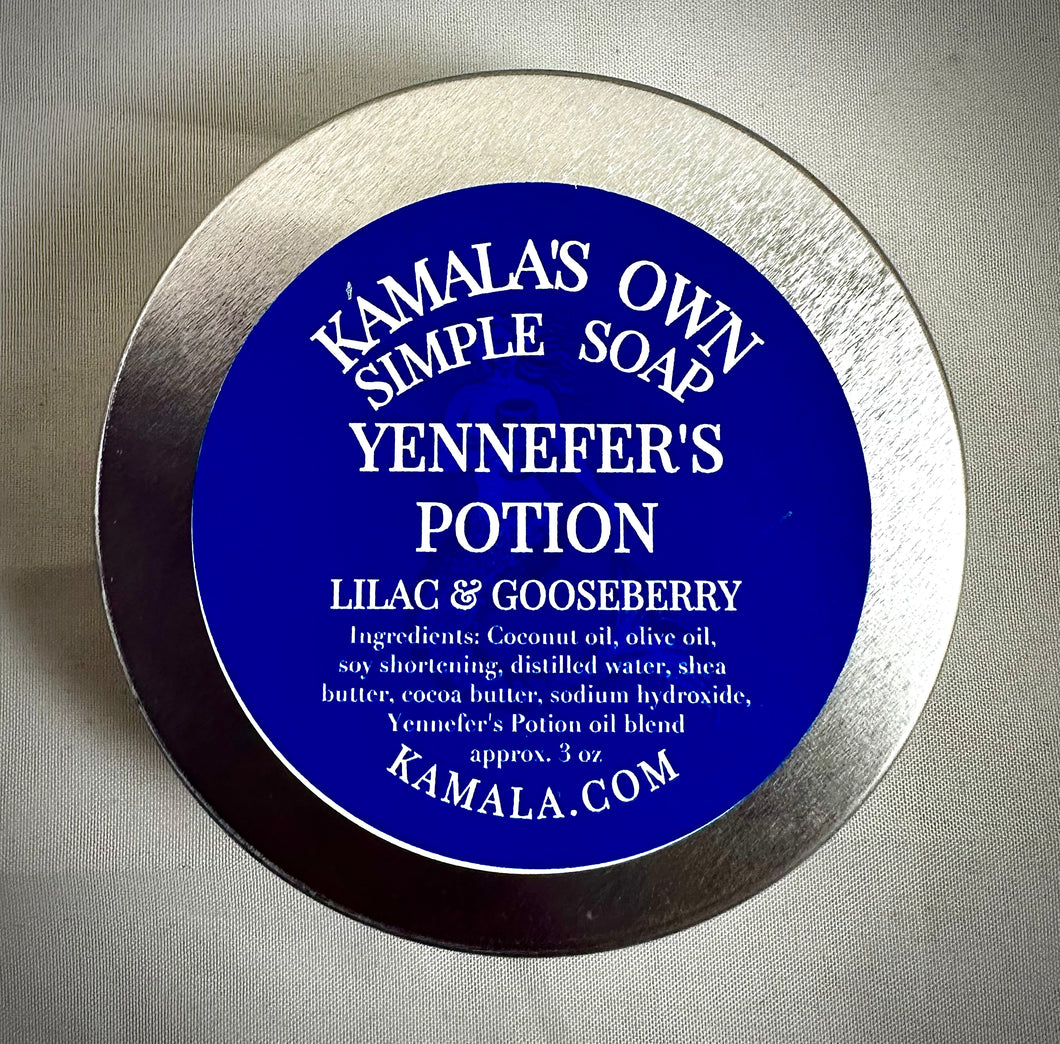 KAMALA'S OWN
SIMPLE SOAP
YENNEFER'S
POTION
LILAC & GOOSEBERRY
Ingredients: Coconut oil, olive oil,
soy shortening, distilled water, shea
butter, cocoa butter, sodium hydroxide,
Yennefer's Potion oil blend
approx. 3 oz
KAMALA.COM